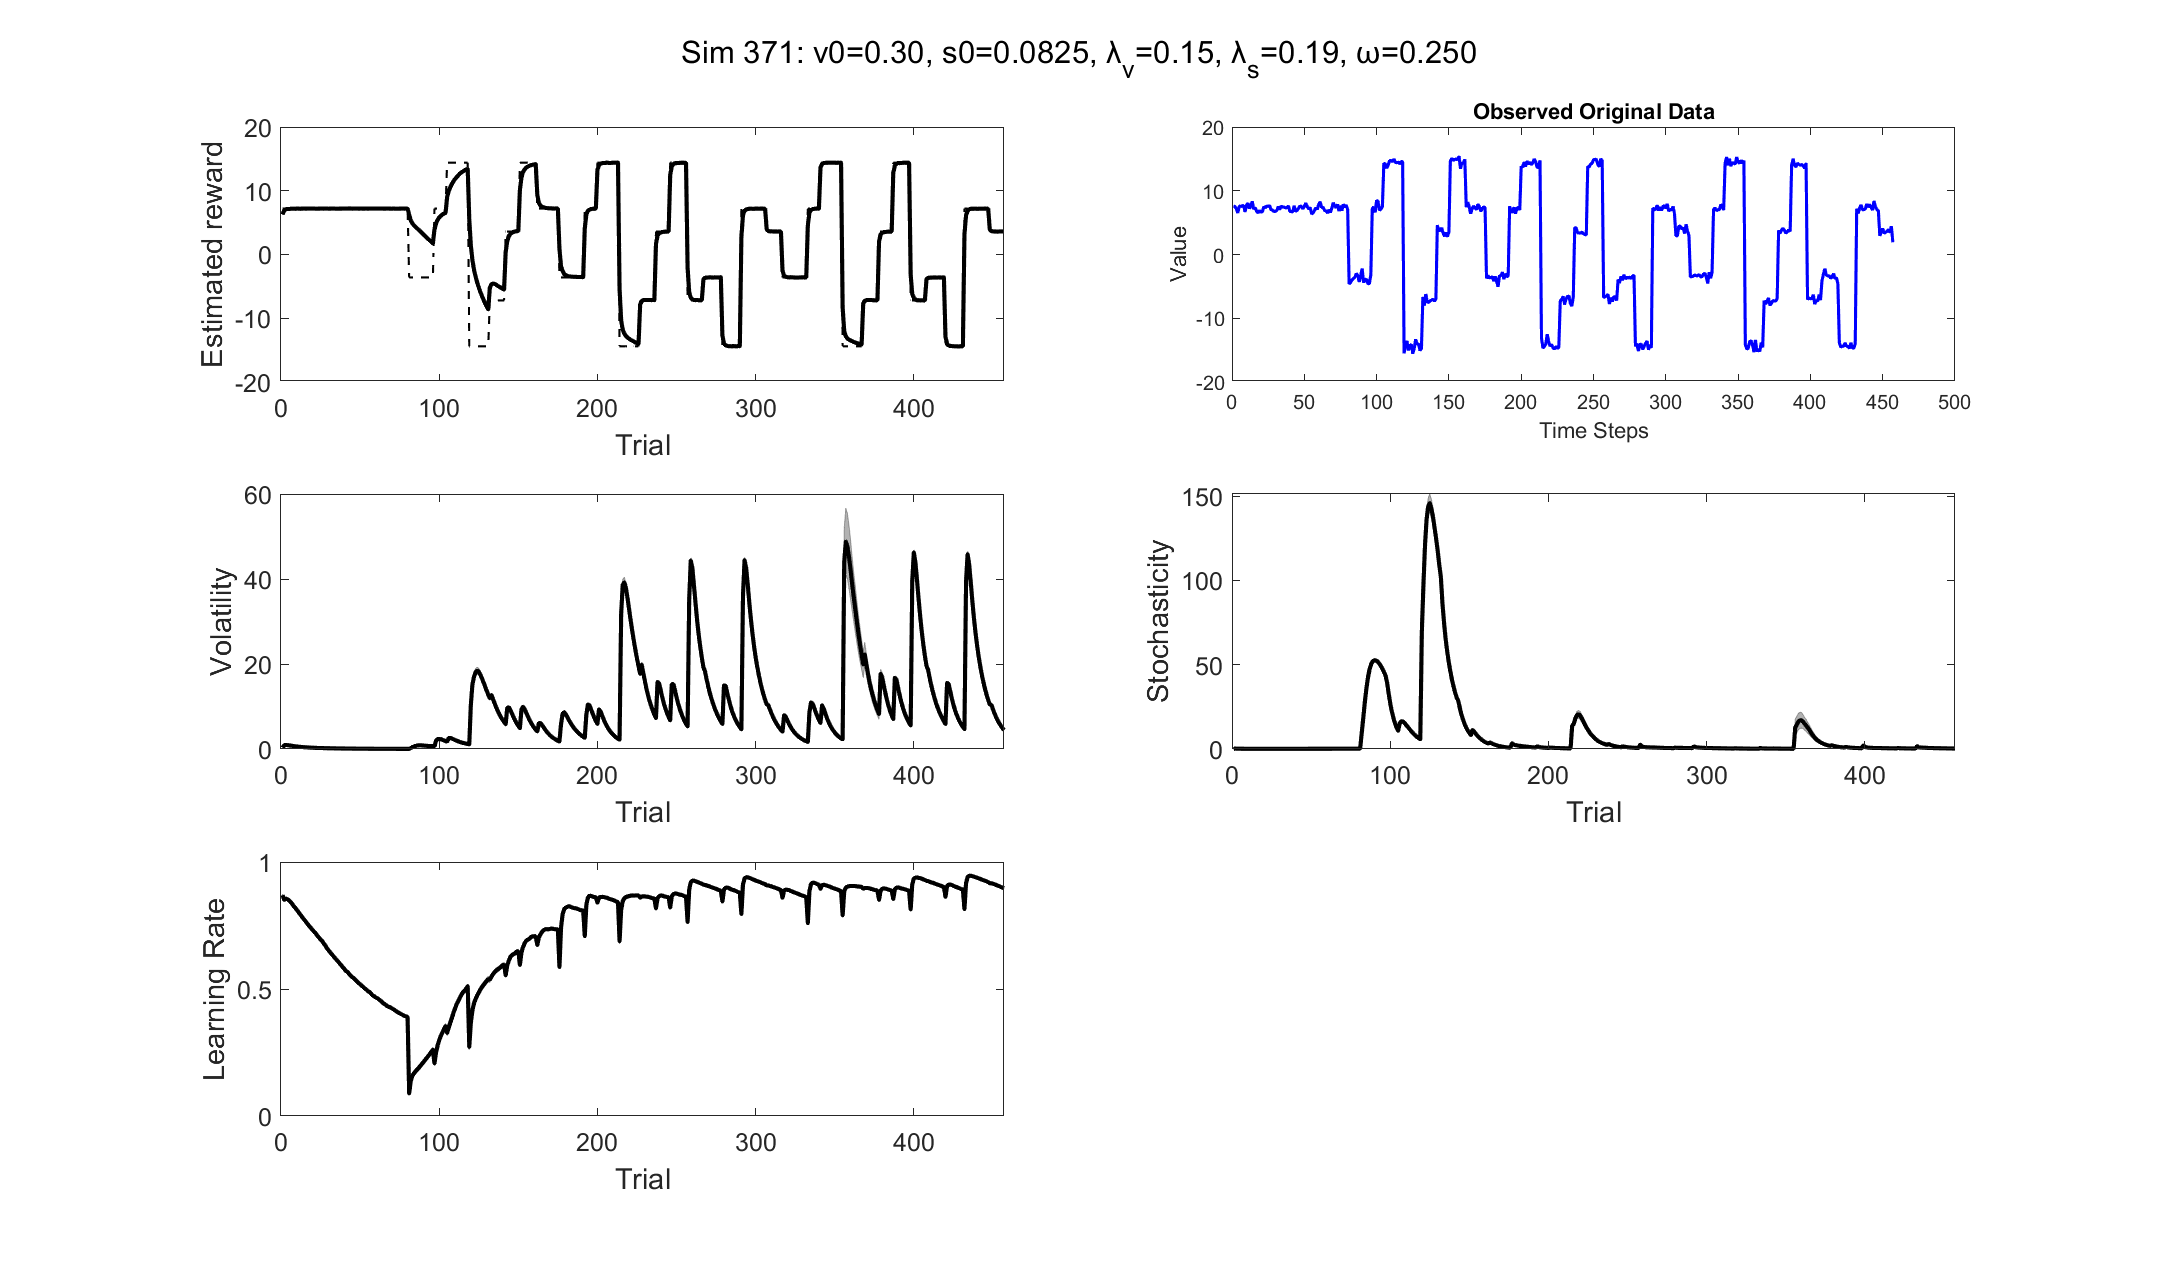 Sim 371: v0=0.30, s0=0.0825, λ_v=0.15, λ_s=0.19, ω=0.250
Estimated reward
20
10
0
-10
-20
0 100 200 300 400
Trial
Observed Original Data
Value
20
10
0
-10
-20
0 50 100 150 200 250 300 350 400 450 500
Time Steps
Volatility
60
40
20
0
0 100 200 300 400
Trial
Stochasticity
150
100
50
0
0 100 200 300 400
Trial
Learning Rate
1
0.5
0
0 100 200 300 400
Trial